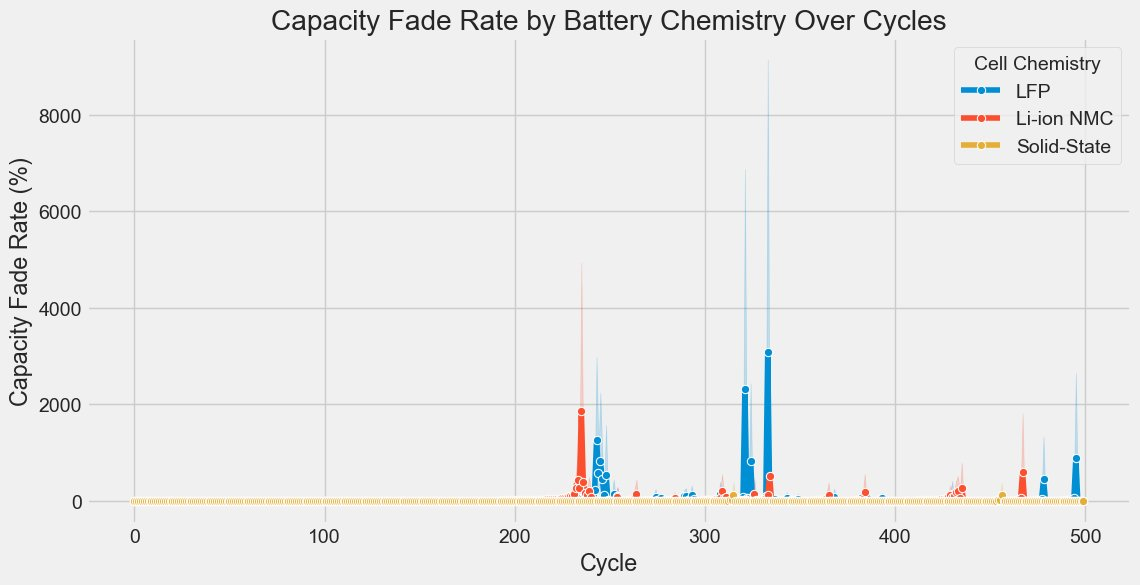 Capacity Fade Rate by Battery Chemistry Over Cycles
Cell Chemistry
LFP
Li-ion NMC
Solid-State
Capacity Fade Rate (%)
8000
6000
4000
2000
0
0 100 200 300 400 500
Cycle